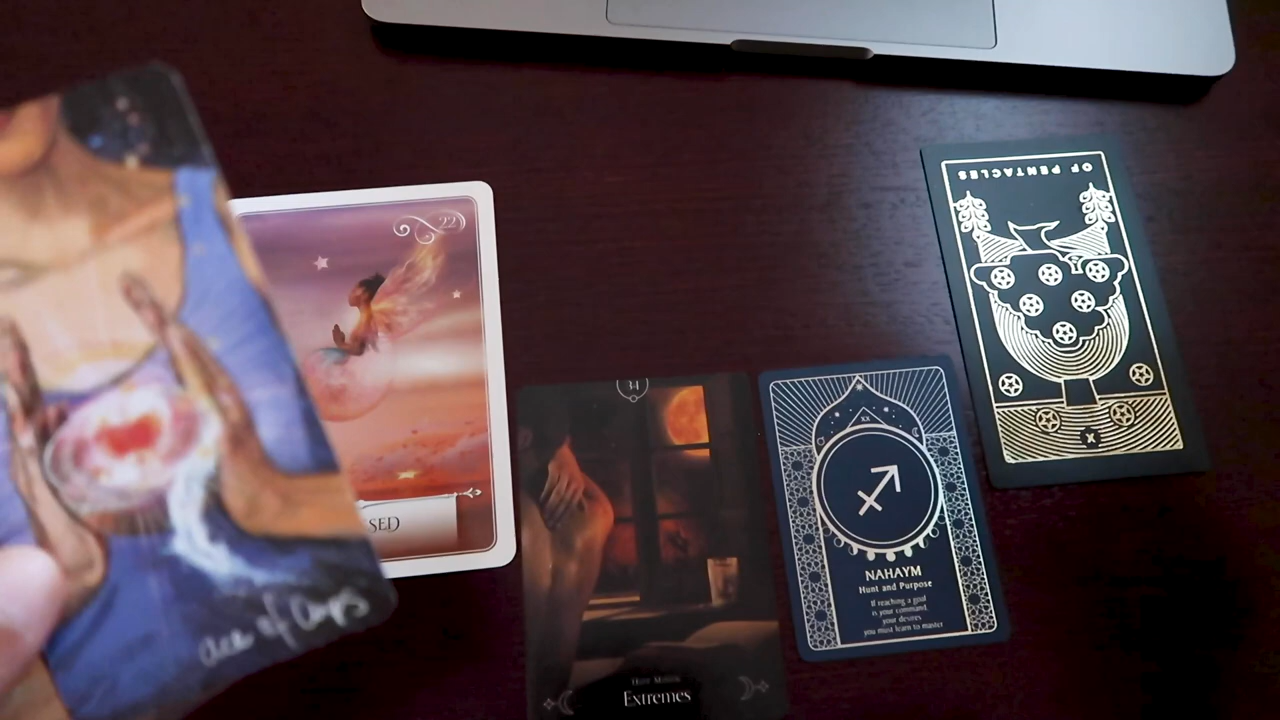 ace of Cups
22
SED
34
Extremes
NAHAYM
Hunt and Purpose
If reaching a goal
is your command,
your desires
you must learn to master
OF PENTACLES
X